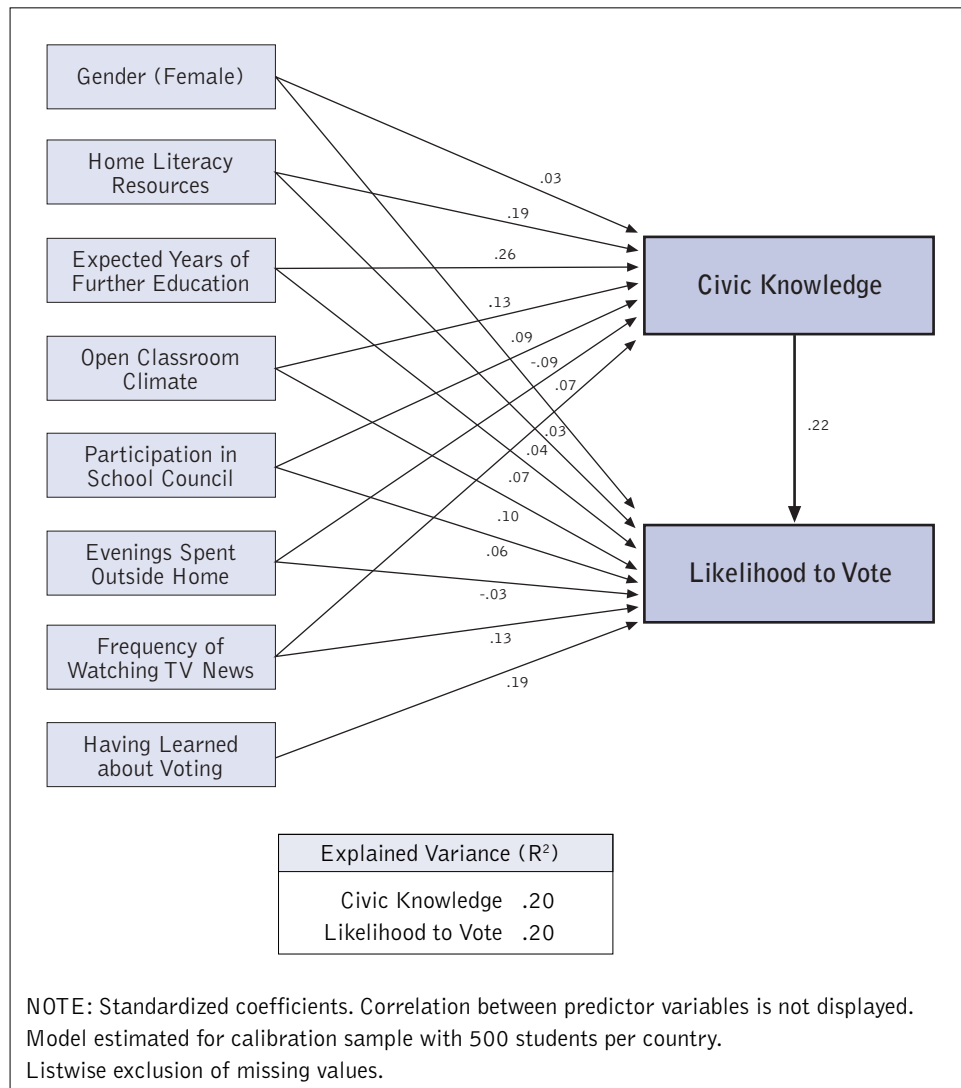 Gender (Female)
Home Literacy
Resources
Expected Years of
Further Education
Open Classroom
Climate
Participation in
School Council
Evenings Spent
Outside Home
Frequency of
Watching TV News
Having Learned
about Voting
.03
.19
.26
.13
.09
-.09
.07
.03
.04
.07
.10
.06
-.03
.13
.19
Civic Knowledge
.22
Likelihood to Vote
Explained Variance (R²)
Civic Knowledge .20
Likelihood to Vote .20
NOTE: Standardized coefficients. Correlation between predictor variables is not displayed.
Model estimated for calibration sample with 500 students per country.
Listwise exclusion of missing values.